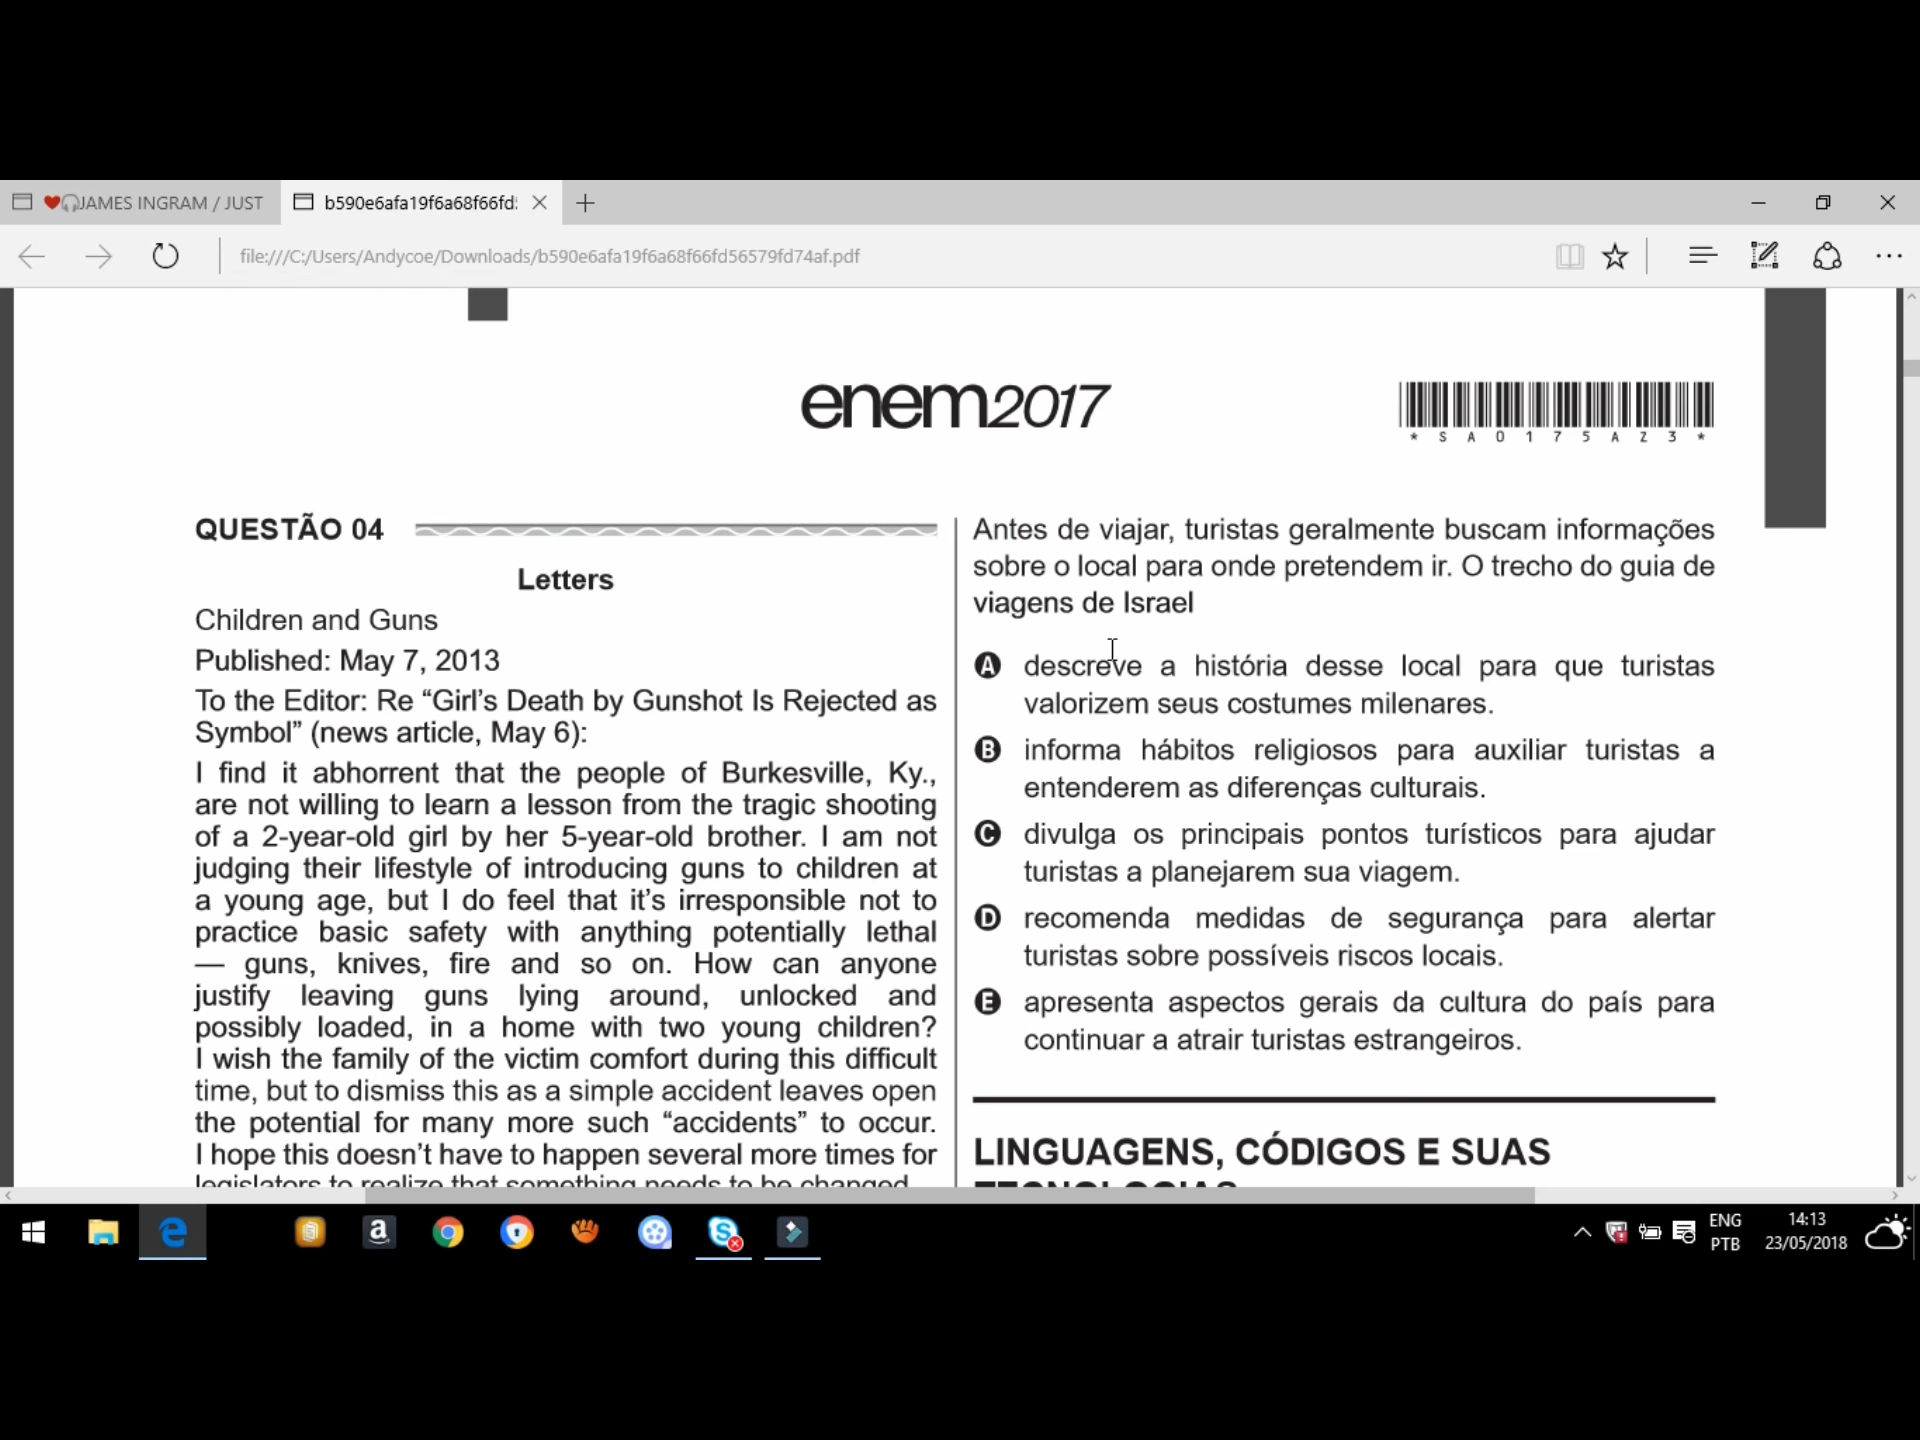 JAMES INGRAM / JUST
b590e6afa19f6a68f66fd
file:///C:/Users/Andycoe/Downloads/b590e6afa19f6a68f66fd56579fd74af.pdf
enem2017
* S A 0 1 7 5 A Z 3 *
QUESTÃO 04
Letters
Children and Guns
Published: May 7, 2013
To the Editor: Re “Girl’s Death by Gunshot Is Rejected as
Symbol” (news article, May 6):
I find it abhorrent that the people of Burkesville, Ky.,
are not willing to learn a lesson from the tragic shooting
of a 2-year-old girl by her 5-year-old brother. I am not
judging their lifestyle of introducing guns to children at
a young age, but I do feel that it’s irresponsible not to
practice basic safety with anything potentially lethal
— guns, knives, fire and so on. How can anyone
justify leaving guns lying around, unlocked and
possibly loaded, in a home with two young children?
I wish the family of the victim comfort during this difficult
time, but to dismiss this as a simple accident leaves open
the potential for many more such “accidents” to occur.
I hope this doesn’t have to happen several more times for
legislators to realize that something needs to be changed.
Antes de viajar, turistas geralmente buscam informações
sobre o local para onde pretendem ir. O trecho do guia de
viagens de Israel
A descreve a história desse local para que turistas
valorizem seus costumes milenares.
B informa hábitos religiosos para auxiliar turistas a
entenderem as diferenças culturais.
C divulga os principais pontos turísticos para ajudar
turistas a planejarem sua viagem.
D recomenda medidas de segurança para alertar
turistas sobre possíveis riscos locais.
E apresenta aspectos gerais da cultura do país para
continuar a atrair turistas estrangeiros.
LINGUAGENS, CÓDIGOS E SUAS
TECNOLOGIAS
ENG
PTB
14:13
23/05/2018